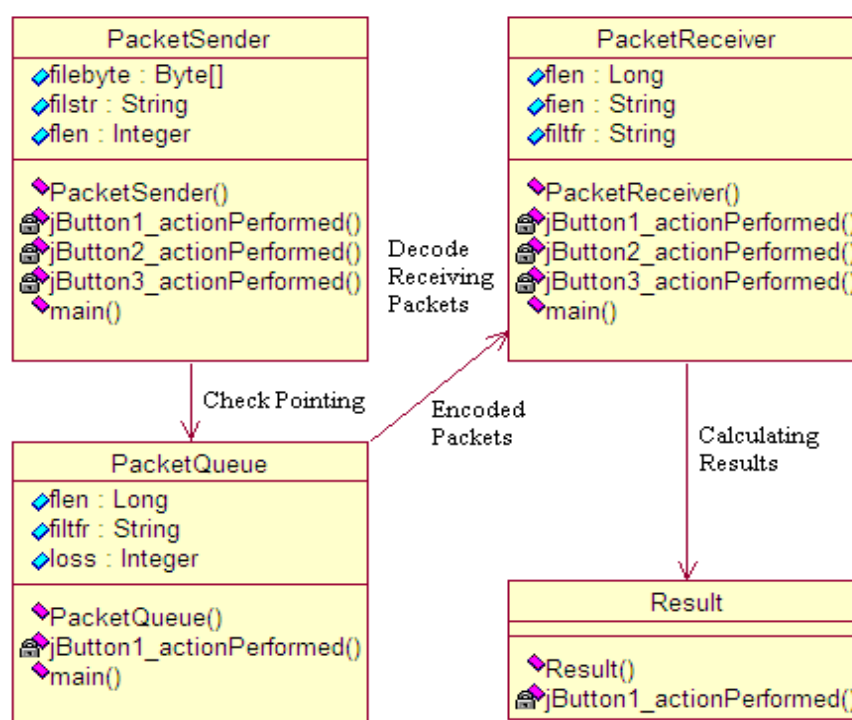 PacketSender
filebyte : Byte[]
filstr : String
flen : Integer
PacketSender()
jButton1_actionPerformed()
jButton2_actionPerformed()
jButton3_actionPerformed()
main()
PacketReceiver
flen : Long
fien : String
filtfr : String
PacketReceiver()
jButton1_actionPerformed()
jButton2_actionPerformed()
jButton3_actionPerformed()
main()
Decode
Receiving
Packets
Check Pointing
Encoded
Packets
Calculating
Results
PacketQueue
flen : Long
filtfr : String
loss : Integer
PacketQueue()
jButton1_actionPerformed()
main()
Result
Result()
jButton1_actionPerformed()